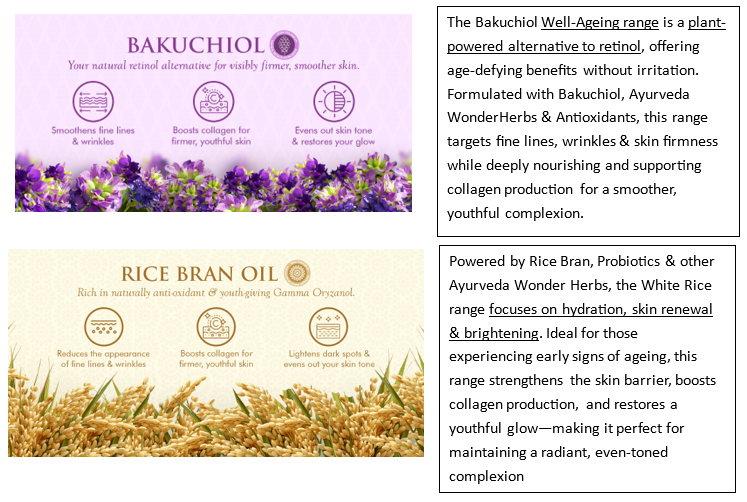 BAKUCHIOL
Your natural retinol alternative for visibly firmer, smoother skin.
Smoothens fine lines
& wrinkles
Boosts collagen for
firmer, youthful skin
Evens out skin tone
& restores your glow
The Bakuchiol Well-Ageing range is a plant-
powered alternative to retinol, offering
age-defying benefits without irritation.
Formulated with Bakuchiol, Ayurveda
WonderHerbs & Antioxidants, this range
targets fine lines, wrinkles & skin firmness
while deeply nourishing and supporting
collagen production for a smoother,
youthful complexion.
RICE BRAN OIL
Rich in naturally anti-oxidant & youth-giving Gamma Oryzanol.
Reduces the appearance
of fine lines & wrinkles
Boosts collagen for
firmer, youthful skin
Lightens dark spots &
evens out your skin tone
Powered by Rice Bran, Probiotics & other
Ayurveda Wonder Herbs, the White Rice
range focuses on hydration, skin renewal
& brightening. Ideal for those
experiencing early signs of ageing, this
range strengthens the skin barrier, boosts
collagen production, and restores a
youthful glow—making it perfect for
maintaining a radiant, even-toned
complexion